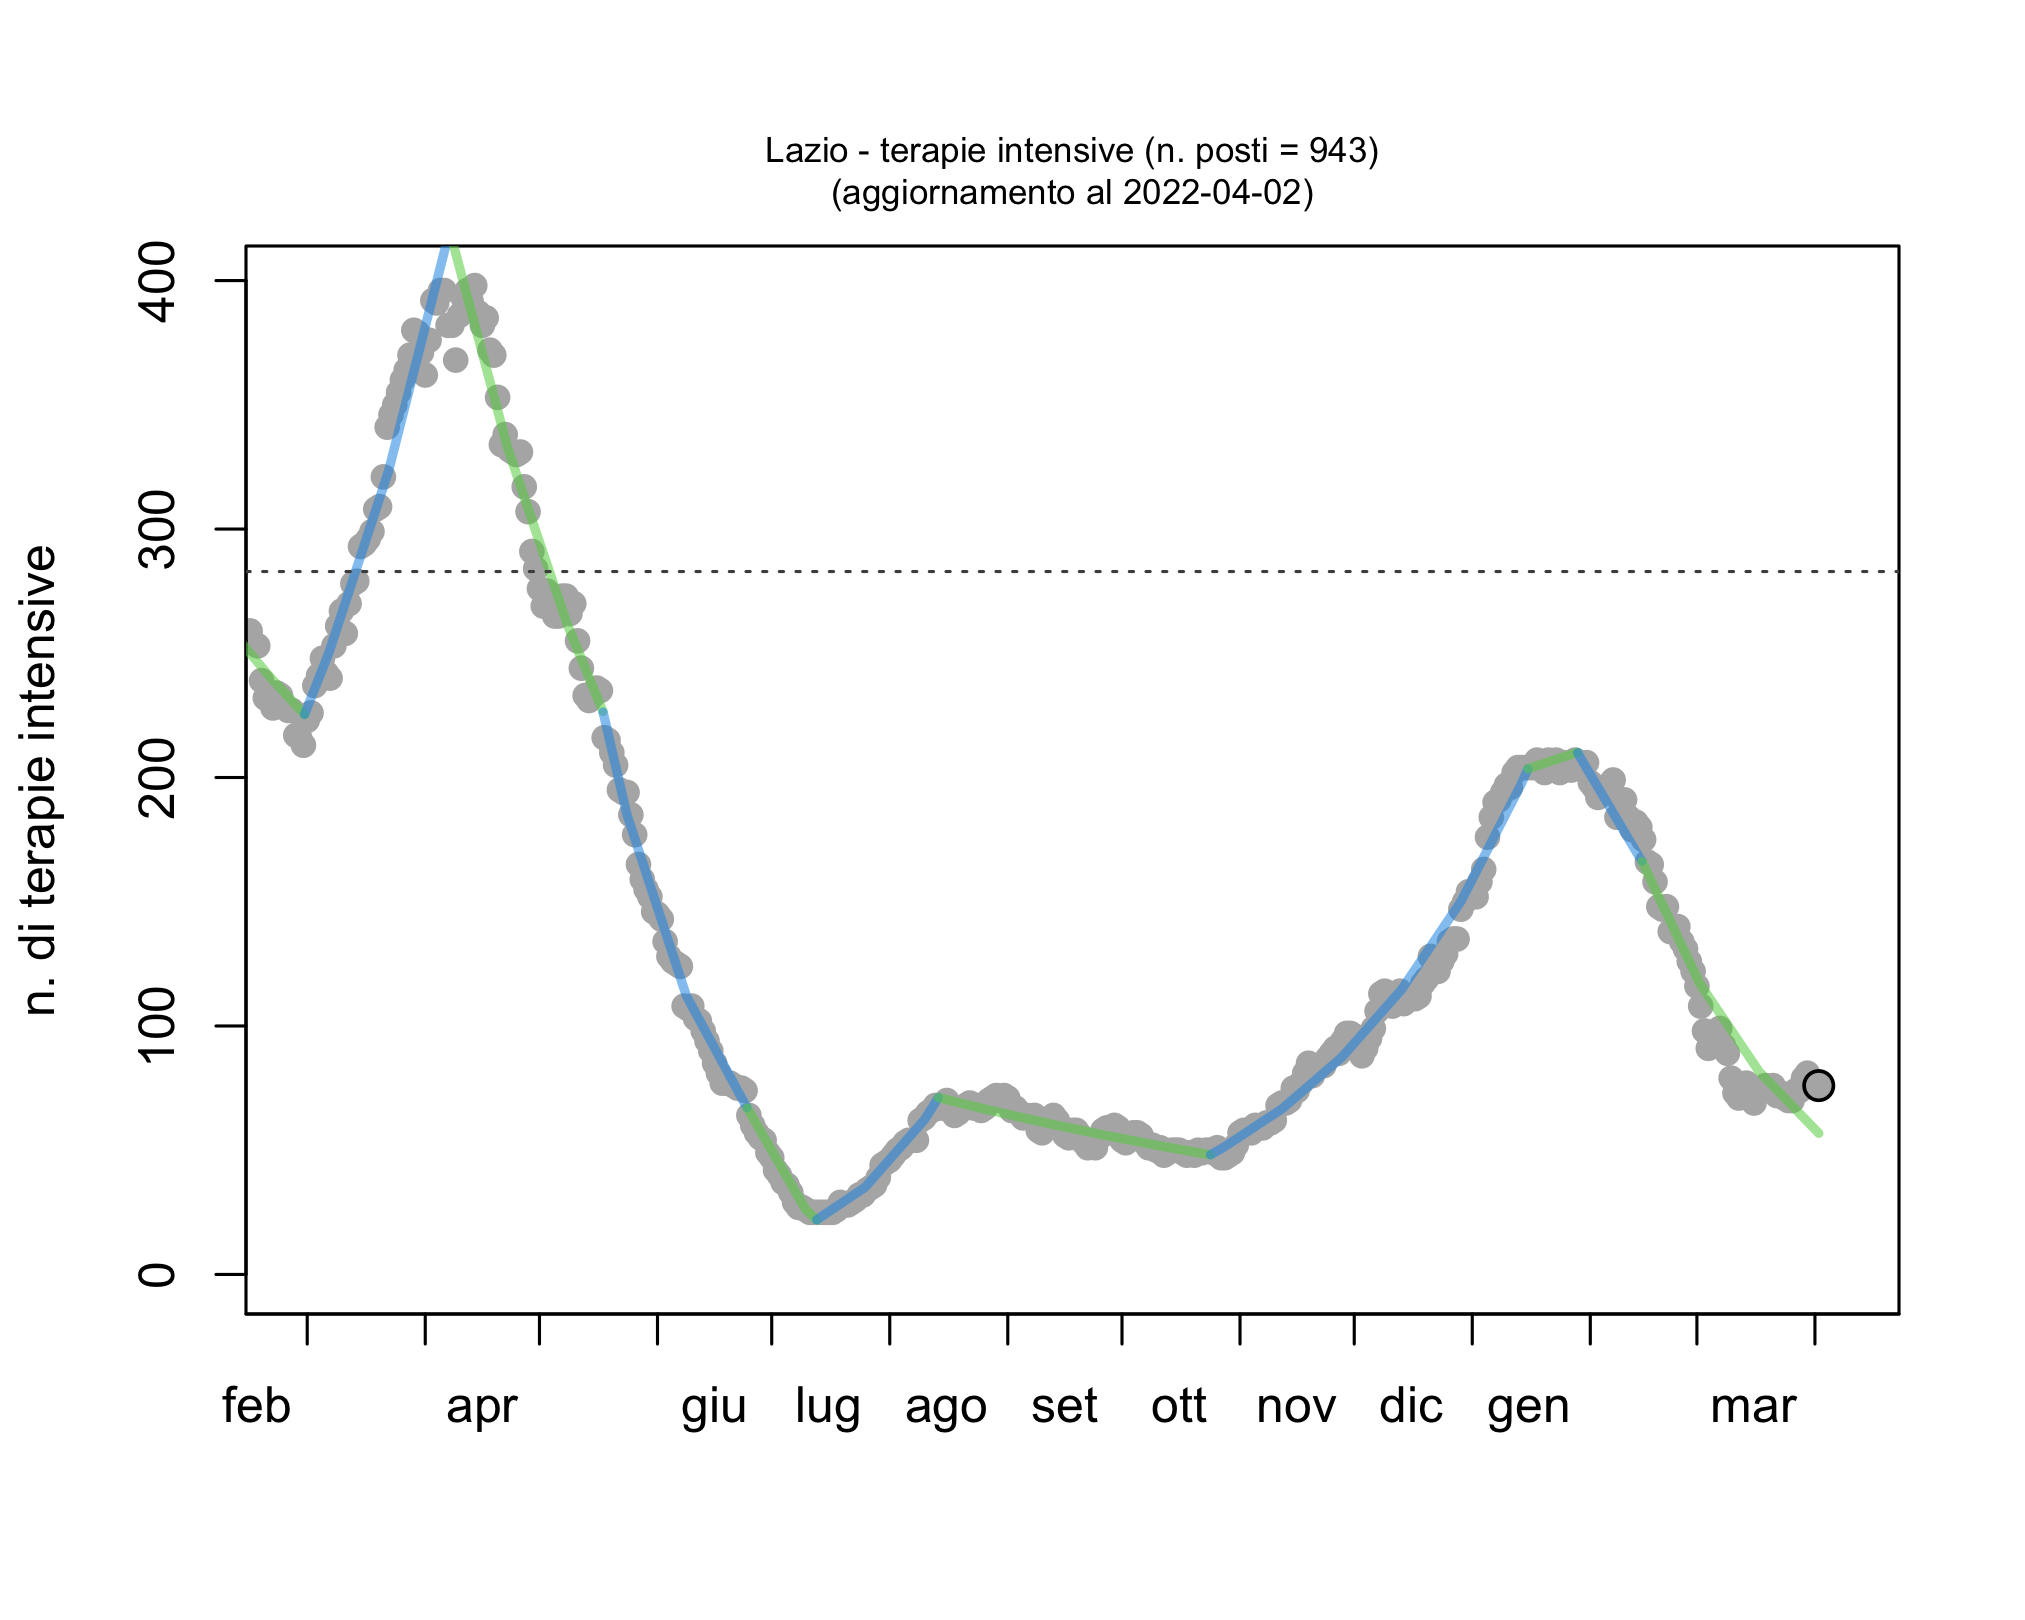 Lazio - terapie intensive (n. posti = 943)
(aggiornamento al 2022-04-02)
n. di terapie intensive
400
300
200
100
0
feb apr giu lug ago set ott nov dic gen mar